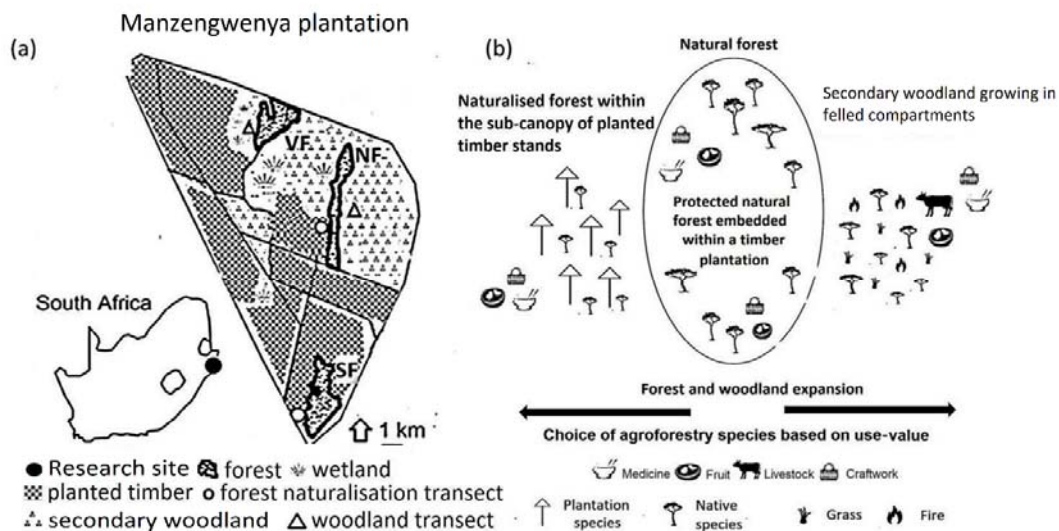 Manzengwenya plantation
(a)
VF
NF
SF
South Africa
1 km
Research site
forest
wetland
planted timber
forest naturalisation transect
secondary woodland
woodland transect
(b)
Natural forest
Naturalised forest within
the sub-canopy of planted
timber stands
Secondary woodland growing in
felled compartments
Protected natural
forest embedded
within a timber
plantation
Forest and woodland expansion
Choice of agroforestry species based on use-value
Medicine
Fruit
Livestock
Craftwork
Plantation
species
Native
species
Grass
Fire